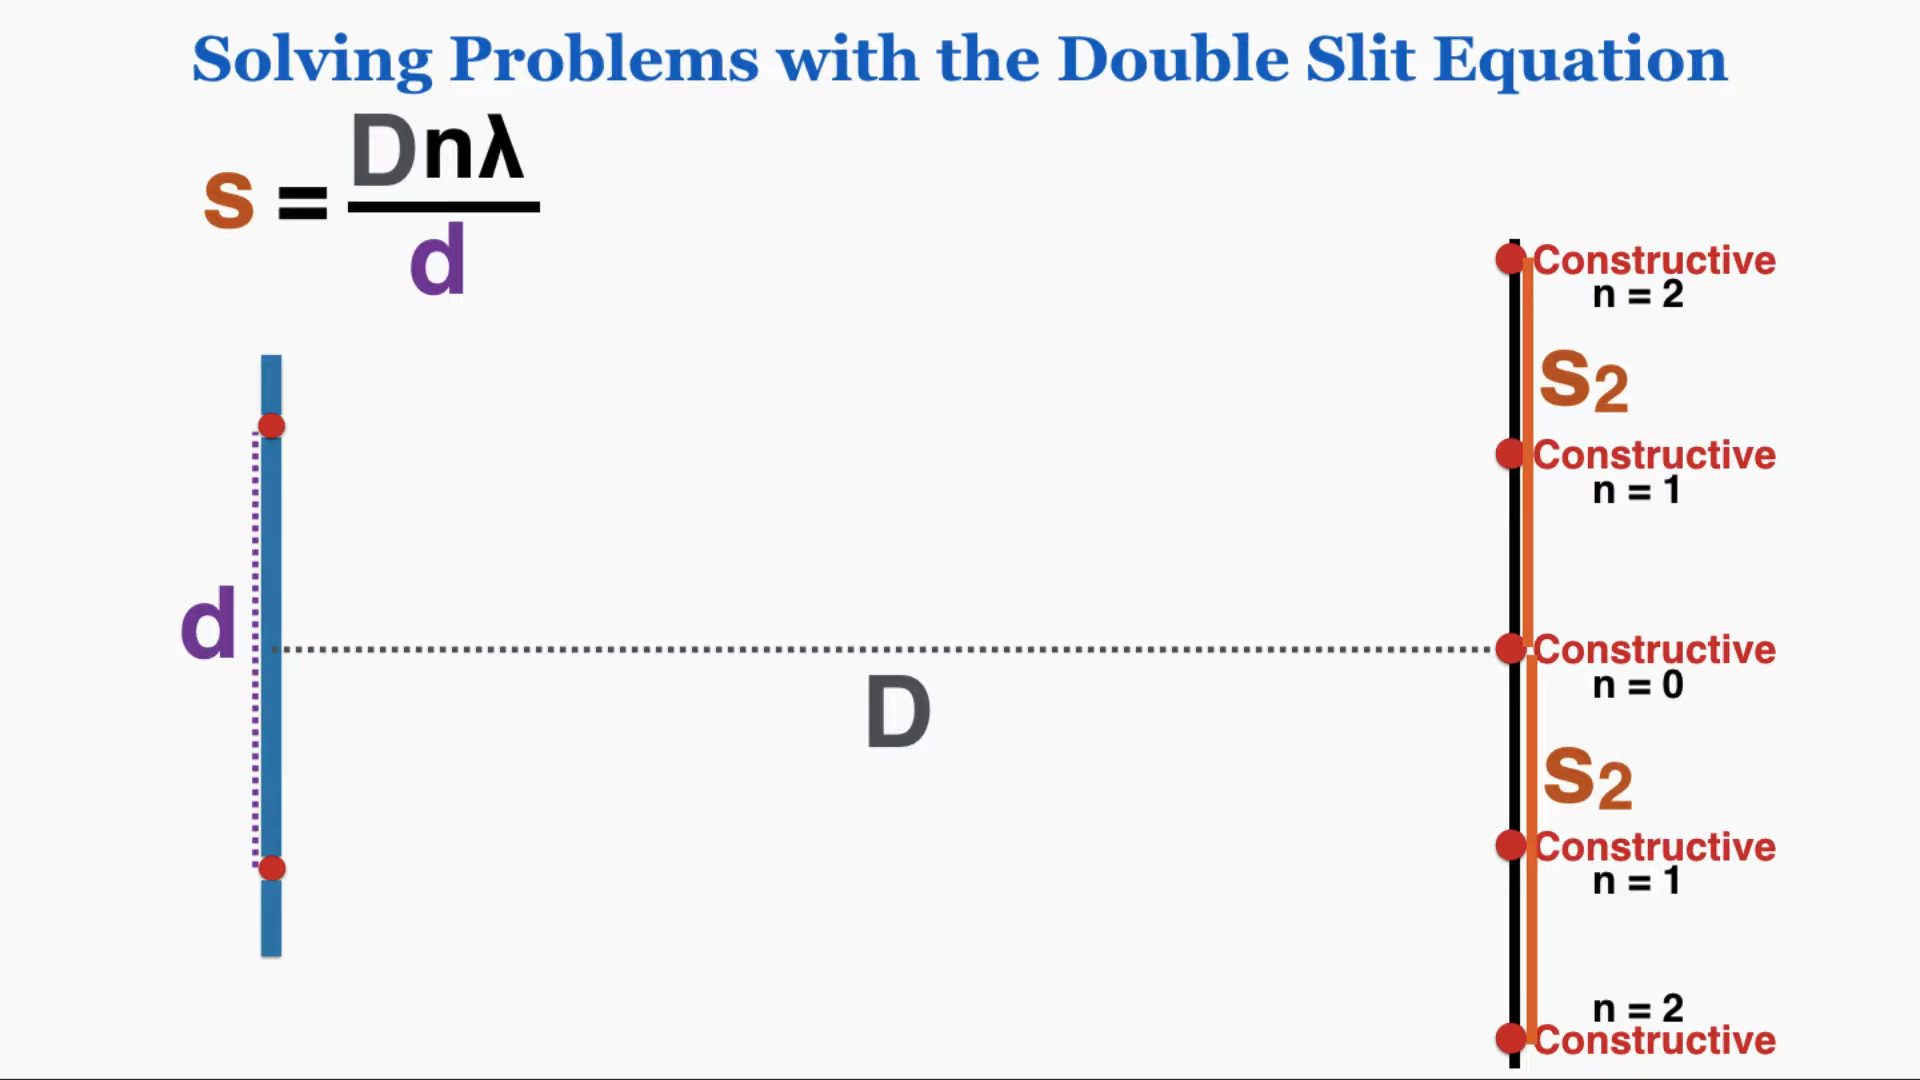 Solving Problems with the Double Slit Equation
s = Dnλ
d
Constructive
n = 2
s2
Constructive
n = 1
d
Constructive
n = 0
D
s2
Constructive
n = 1
n = 2
Constructive